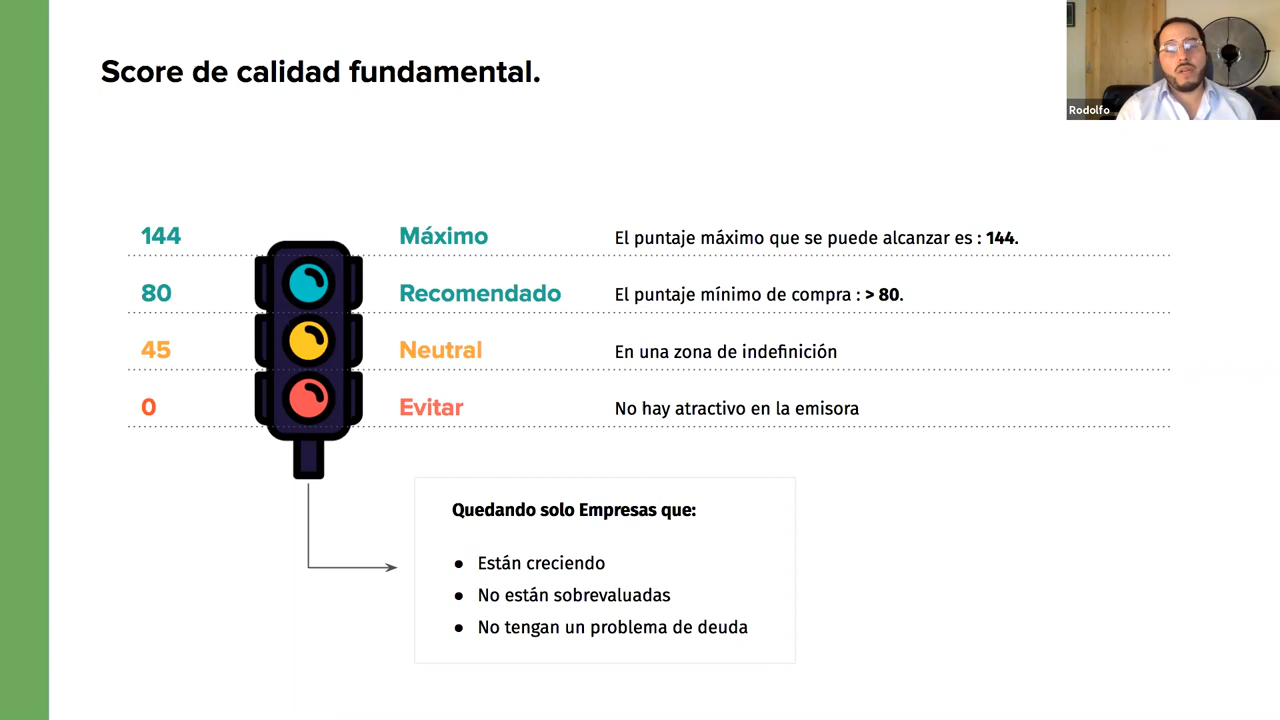 Score de calidad fundamental.
Rodolfo
144 Máximo El puntaje máximo que se puede alcanzar es : 144.
80 Recomendado El puntaje mínimo de compra : > 80.
45 Neutral En una zona de indefinición
0 Evitar No hay atractivo en la emisora
Quedando solo Empresas que:
● Están creciendo
● No están sobrevaluadas
● No tengan un problema de deuda